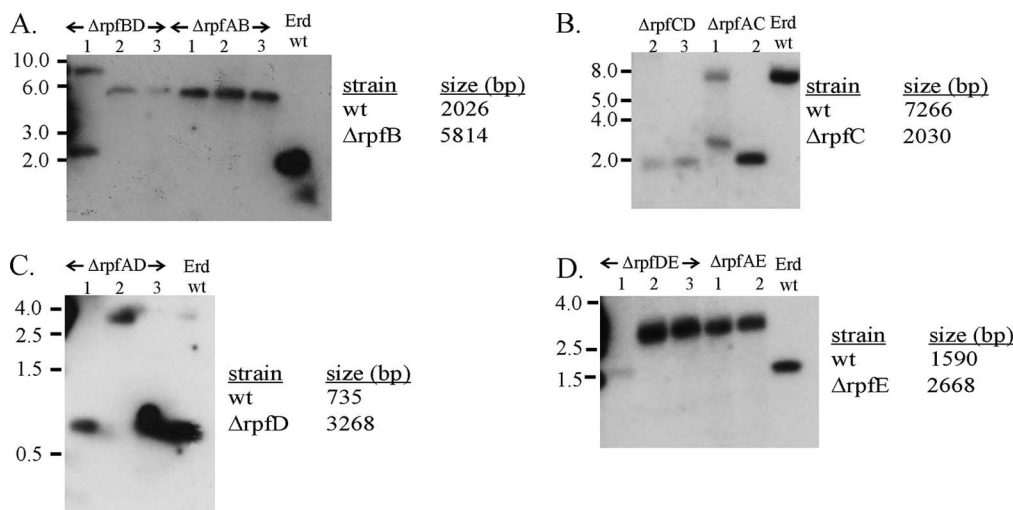 A.
← ΔrpfBD → ← ΔrpfAB → Erd
1 2 3 1 2 3 wt
10.0
6.0
3.0
2.0
strain size (bp)
wt 2026
ΔrpfB 5814
B.
ΔrpfCD ΔrpfAC Erd
2 3 1 2 wt
8.0
5.0
4.0
2.0
strain size (bp)
wt 7266
ΔrpfC 2030
C.
← ΔrpfAD → Erd
1 2 3 wt
4.0
2.5
1.5
0.5
strain size (bp)
wt 735
ΔrpfD 3268
D.
← ΔrpfDE → ΔrpfAE Erd
1 2 3 1 2 wt
4.0
2.5
1.5
strain size (bp)
wt 1590
ΔrpfE 2668